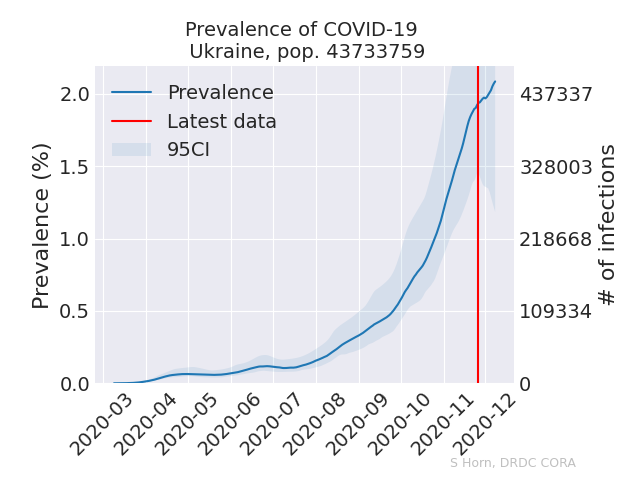 Prevalence of COVID-19
Ukraine, pop. 43733759
Prevalence
Latest data
95CI
Prevalence (%)
2.0
1.5
1.0
0.5
0.0
437337
328003
218668
109334
0
# of infections
2020-03
2020-04
2020-05
2020-06
2020-07
2020-08
2020-09
2020-10
2020-11
2020-12
S Horn, DRDC CORA